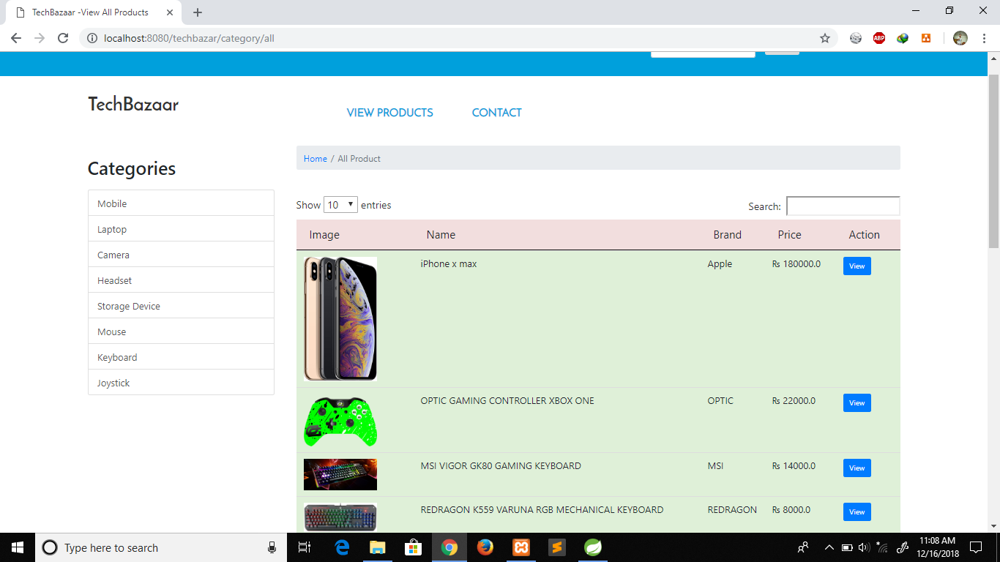 TechBazaar -View All Products
localhost:8080/techbazar/category/all
ABP
TechBazaar
VIEW PRODUCTS CONTACT
Categories
Mobile
Laptop
Camera
Headset
Storage Device
Mouse
Keyboard
Joystick
Home / All Product
Show 10 entries
Search:
Image Name Brand Price Action
iPhone x max Apple Rs 180000.0 View
OPTIC GAMING CONTROLLER XBOX ONE OPTIC Rs 22000.0 View
MSI VIGOR GK80 GAMING KEYBOARD MSI Rs 14000.0 View
REDRAGON K559 VARUNA RGB MECHANICAL KEYBOARD REDRAGON Rs 8000.0 View
Type here to search
11:08 AM
12/16/2018